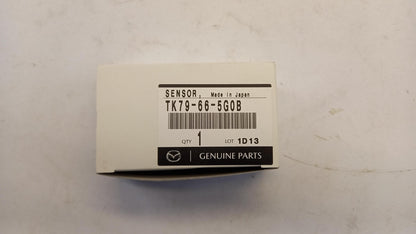 SENSOR, Made in Japan
TK79-66-5G0B
QTY 1 LOT 1D13
GENUINE PARTS